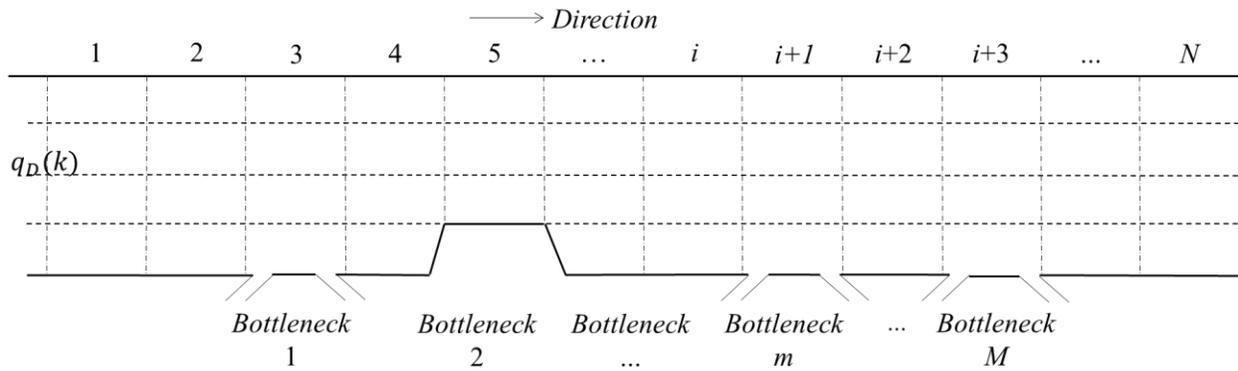 Direction
1 2 3 4 5 ... i i+1 i+2 i+3 ... N
q_D(k)
Bottleneck Bottleneck Bottleneck Bottleneck ... Bottleneck
1 2 ... m M